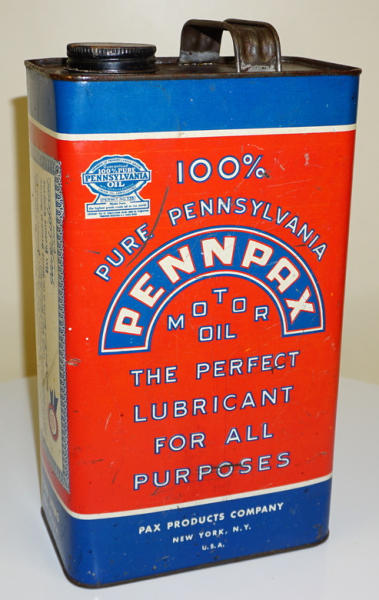 100%
PURE PENNSYLVANIA
PENNPAX
MOTOR
OIL
THE PERFECT
LUBRICANT
FOR ALL
PURPOSES
PAX PRODUCTS COMPANY
NEW YORK, N.Y.
U.S.A.
100% PURE
PENNSYLVANIA
OIL